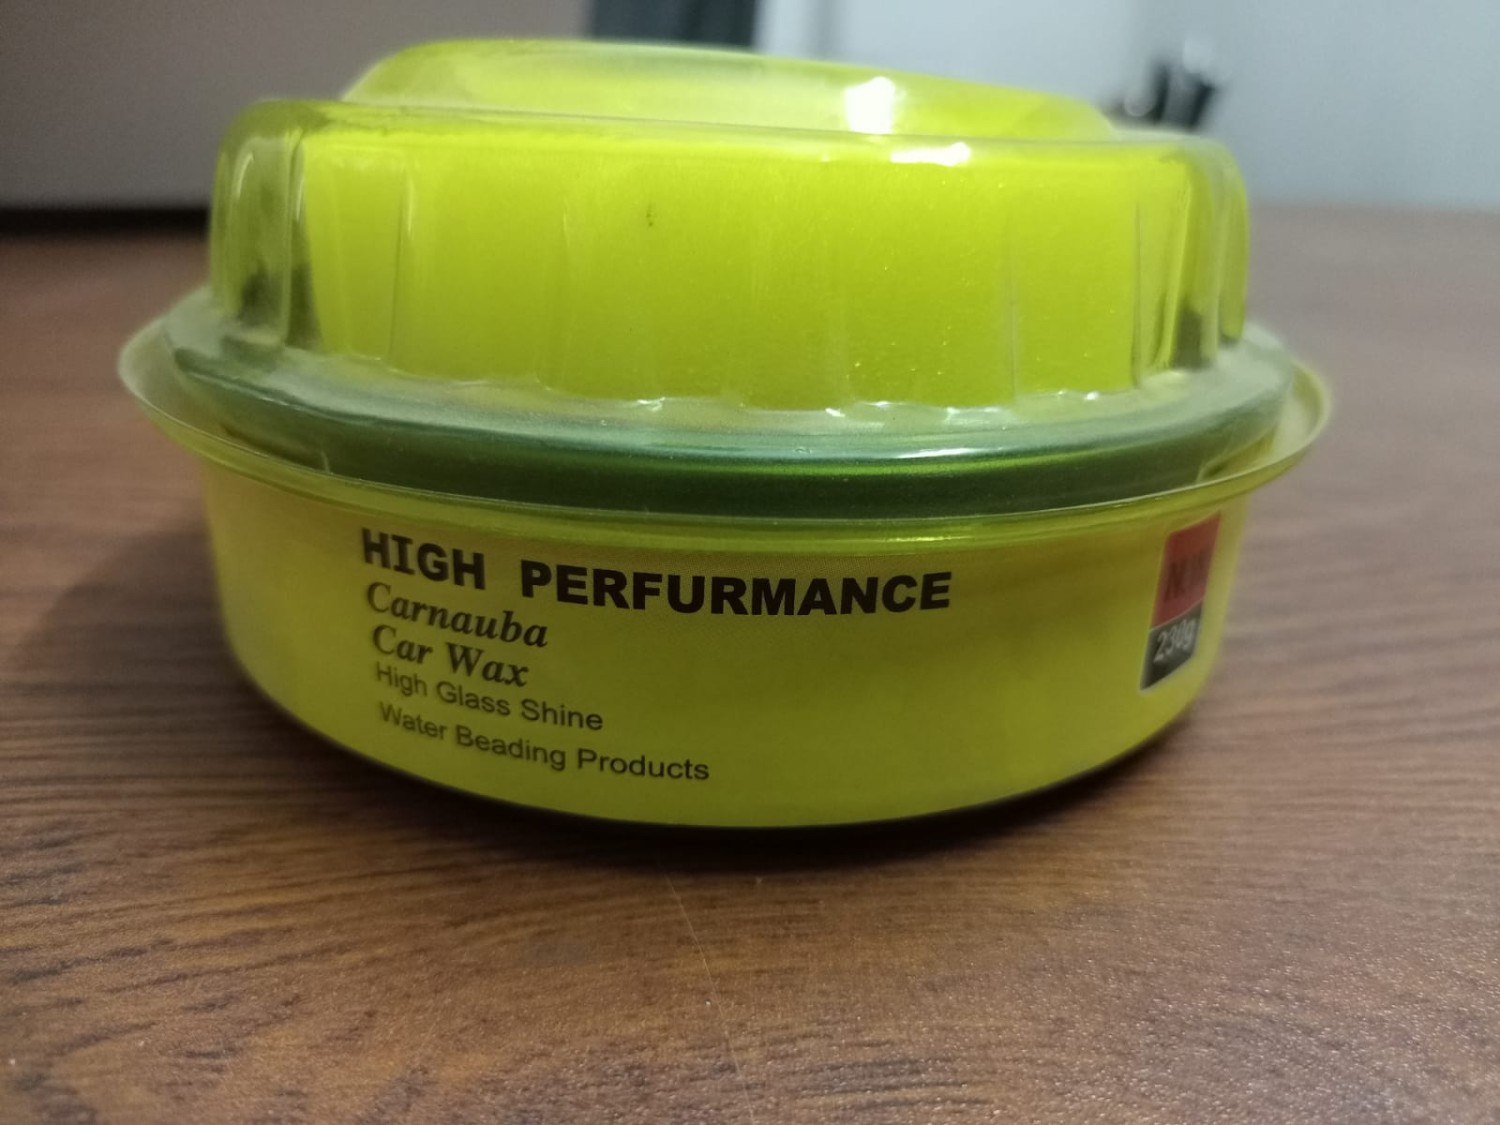 HIGH PERFURMANCE
Carnauba
Car Wax
High Glass Shine
Water Beading Products
230g